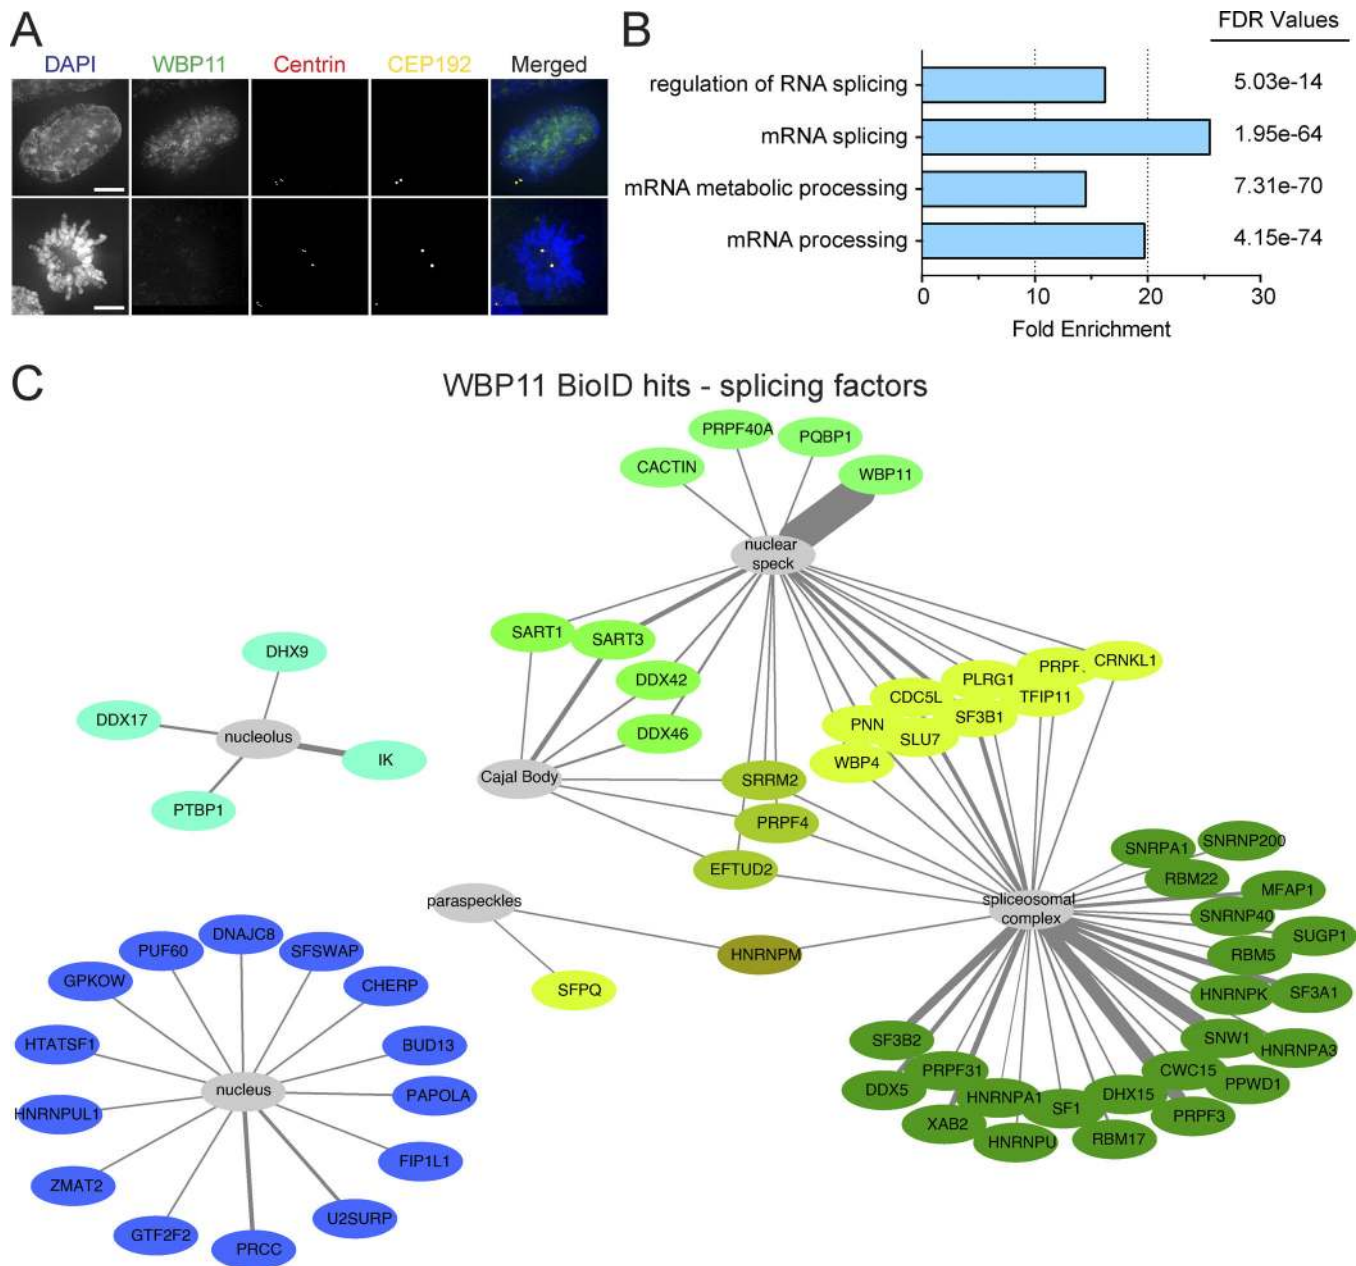 A
DAPI WBP11 Centrin CEP192 Merged
B
FDR Values
regulation of RNA splicing 5.03e-14
mRNA splicing 1.95e-64
mRNA metabolic processing 7.31e-70
mRNA processing 4.15e-74
0 10 20 30
Fold Enrichment
C
WBP11 BioID hits - splicing factors
PRPF40A
PQBP1
CACTIN
WBP11
nuclear
speck
SART1
SART3
DHX9
DDX42
PLRG1
PRPF
CRNKL1
CDC5L
TFIP11
DDX17
nucleolus
PNN
SF3B1
DDX46
SLU7
IK
WBP4
Cajal Body
SRRM2
PTBP1
PRPF4
EFTUD2
SNRPA1
SNRNP200
RBM22
MFAP1
paraspeckles
spliceosomal
complex
SNRNP40
SUGP1
DNAJC8
PUF60
SFSWAP
HNRNPM
RBM5
GPKOW
CHERP
SFPQ
HNRNPK
SF3A1
HTATSF1
BUD13
SF3B2
SNW1
HNRNPA3
nucleus
PRPF31
CWC15
PPWD1
DDX5
HNRNPA1
DHX15
HNRNPUL1
PAPOLA
XAB2
SF1
PRPF3
HNRNPU
RBM17
FIP1L1
ZMAT2
U2SURP
GTF2F2
PRCC